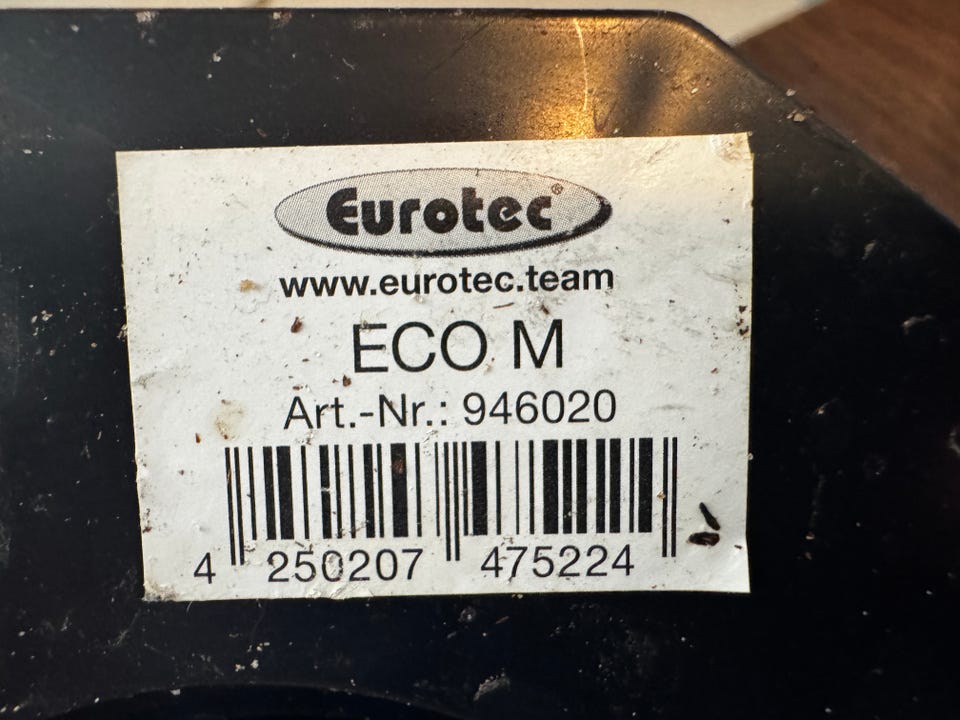 Eurotec®
www.eurotec.team
ECO M
Art.-Nr.: 946020
4 250207 475224